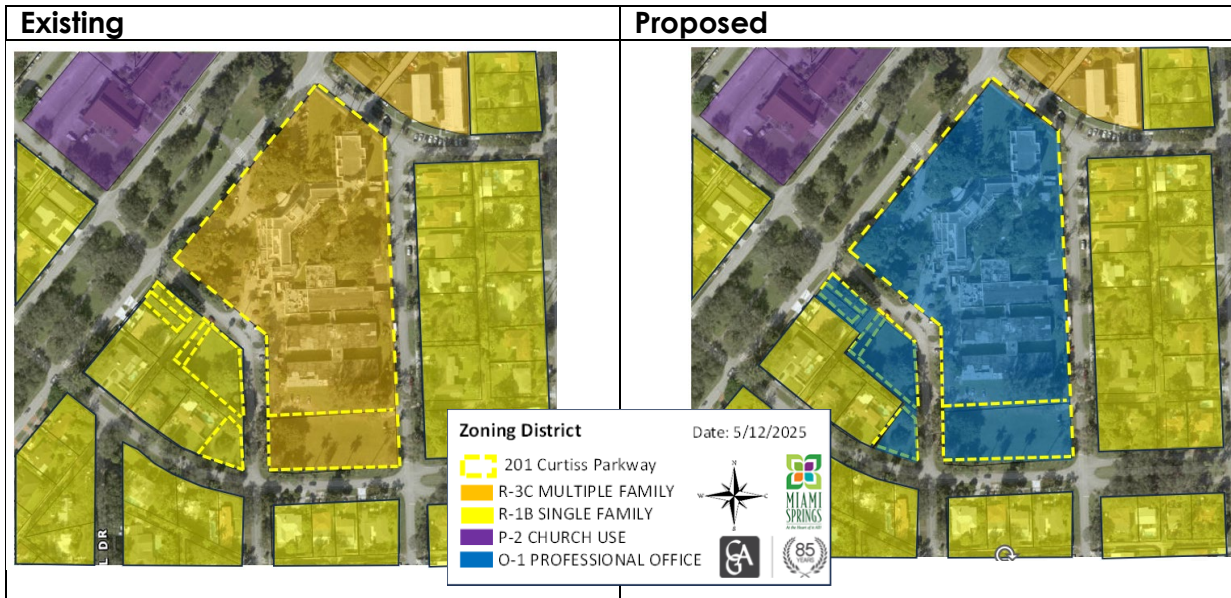 Existing
Proposed
Zoning District
Date: 5/12/2025
201 Curtiss Parkway
R-3C MULTIPLE FAMILY
R-1B SINGLE FAMILY
P-2 CHURCH USE
O-1 PROFESSIONAL OFFICE
N
W
S
MIAMI
SPRINGS
CGA
85
YEARS
L DR